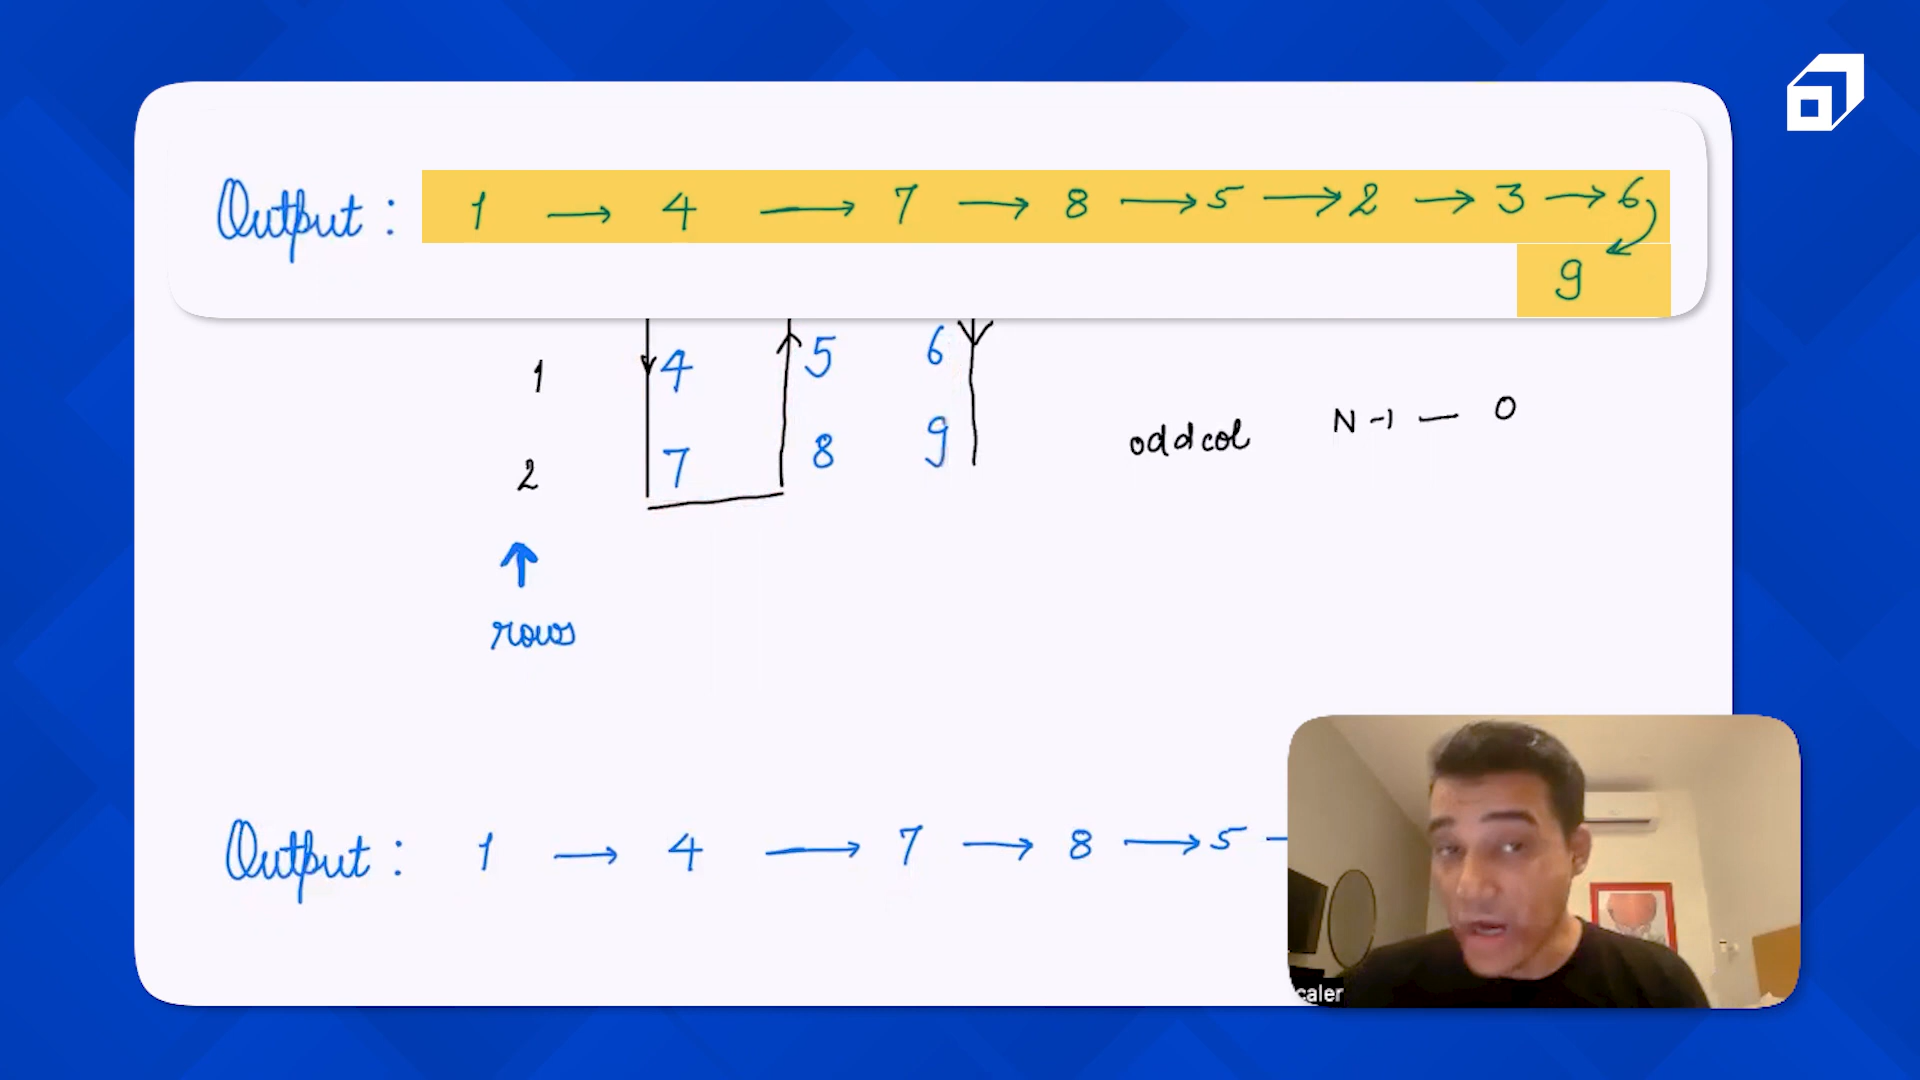 Output : 1 → 4 → 7 → 8 → 5 → 2 → 3 → 6
9
1 4 5 6
oddcol N-1 — 0
2 7 8 9
rows
Output : 1 → 4 → 7 → 8 → 5
caler